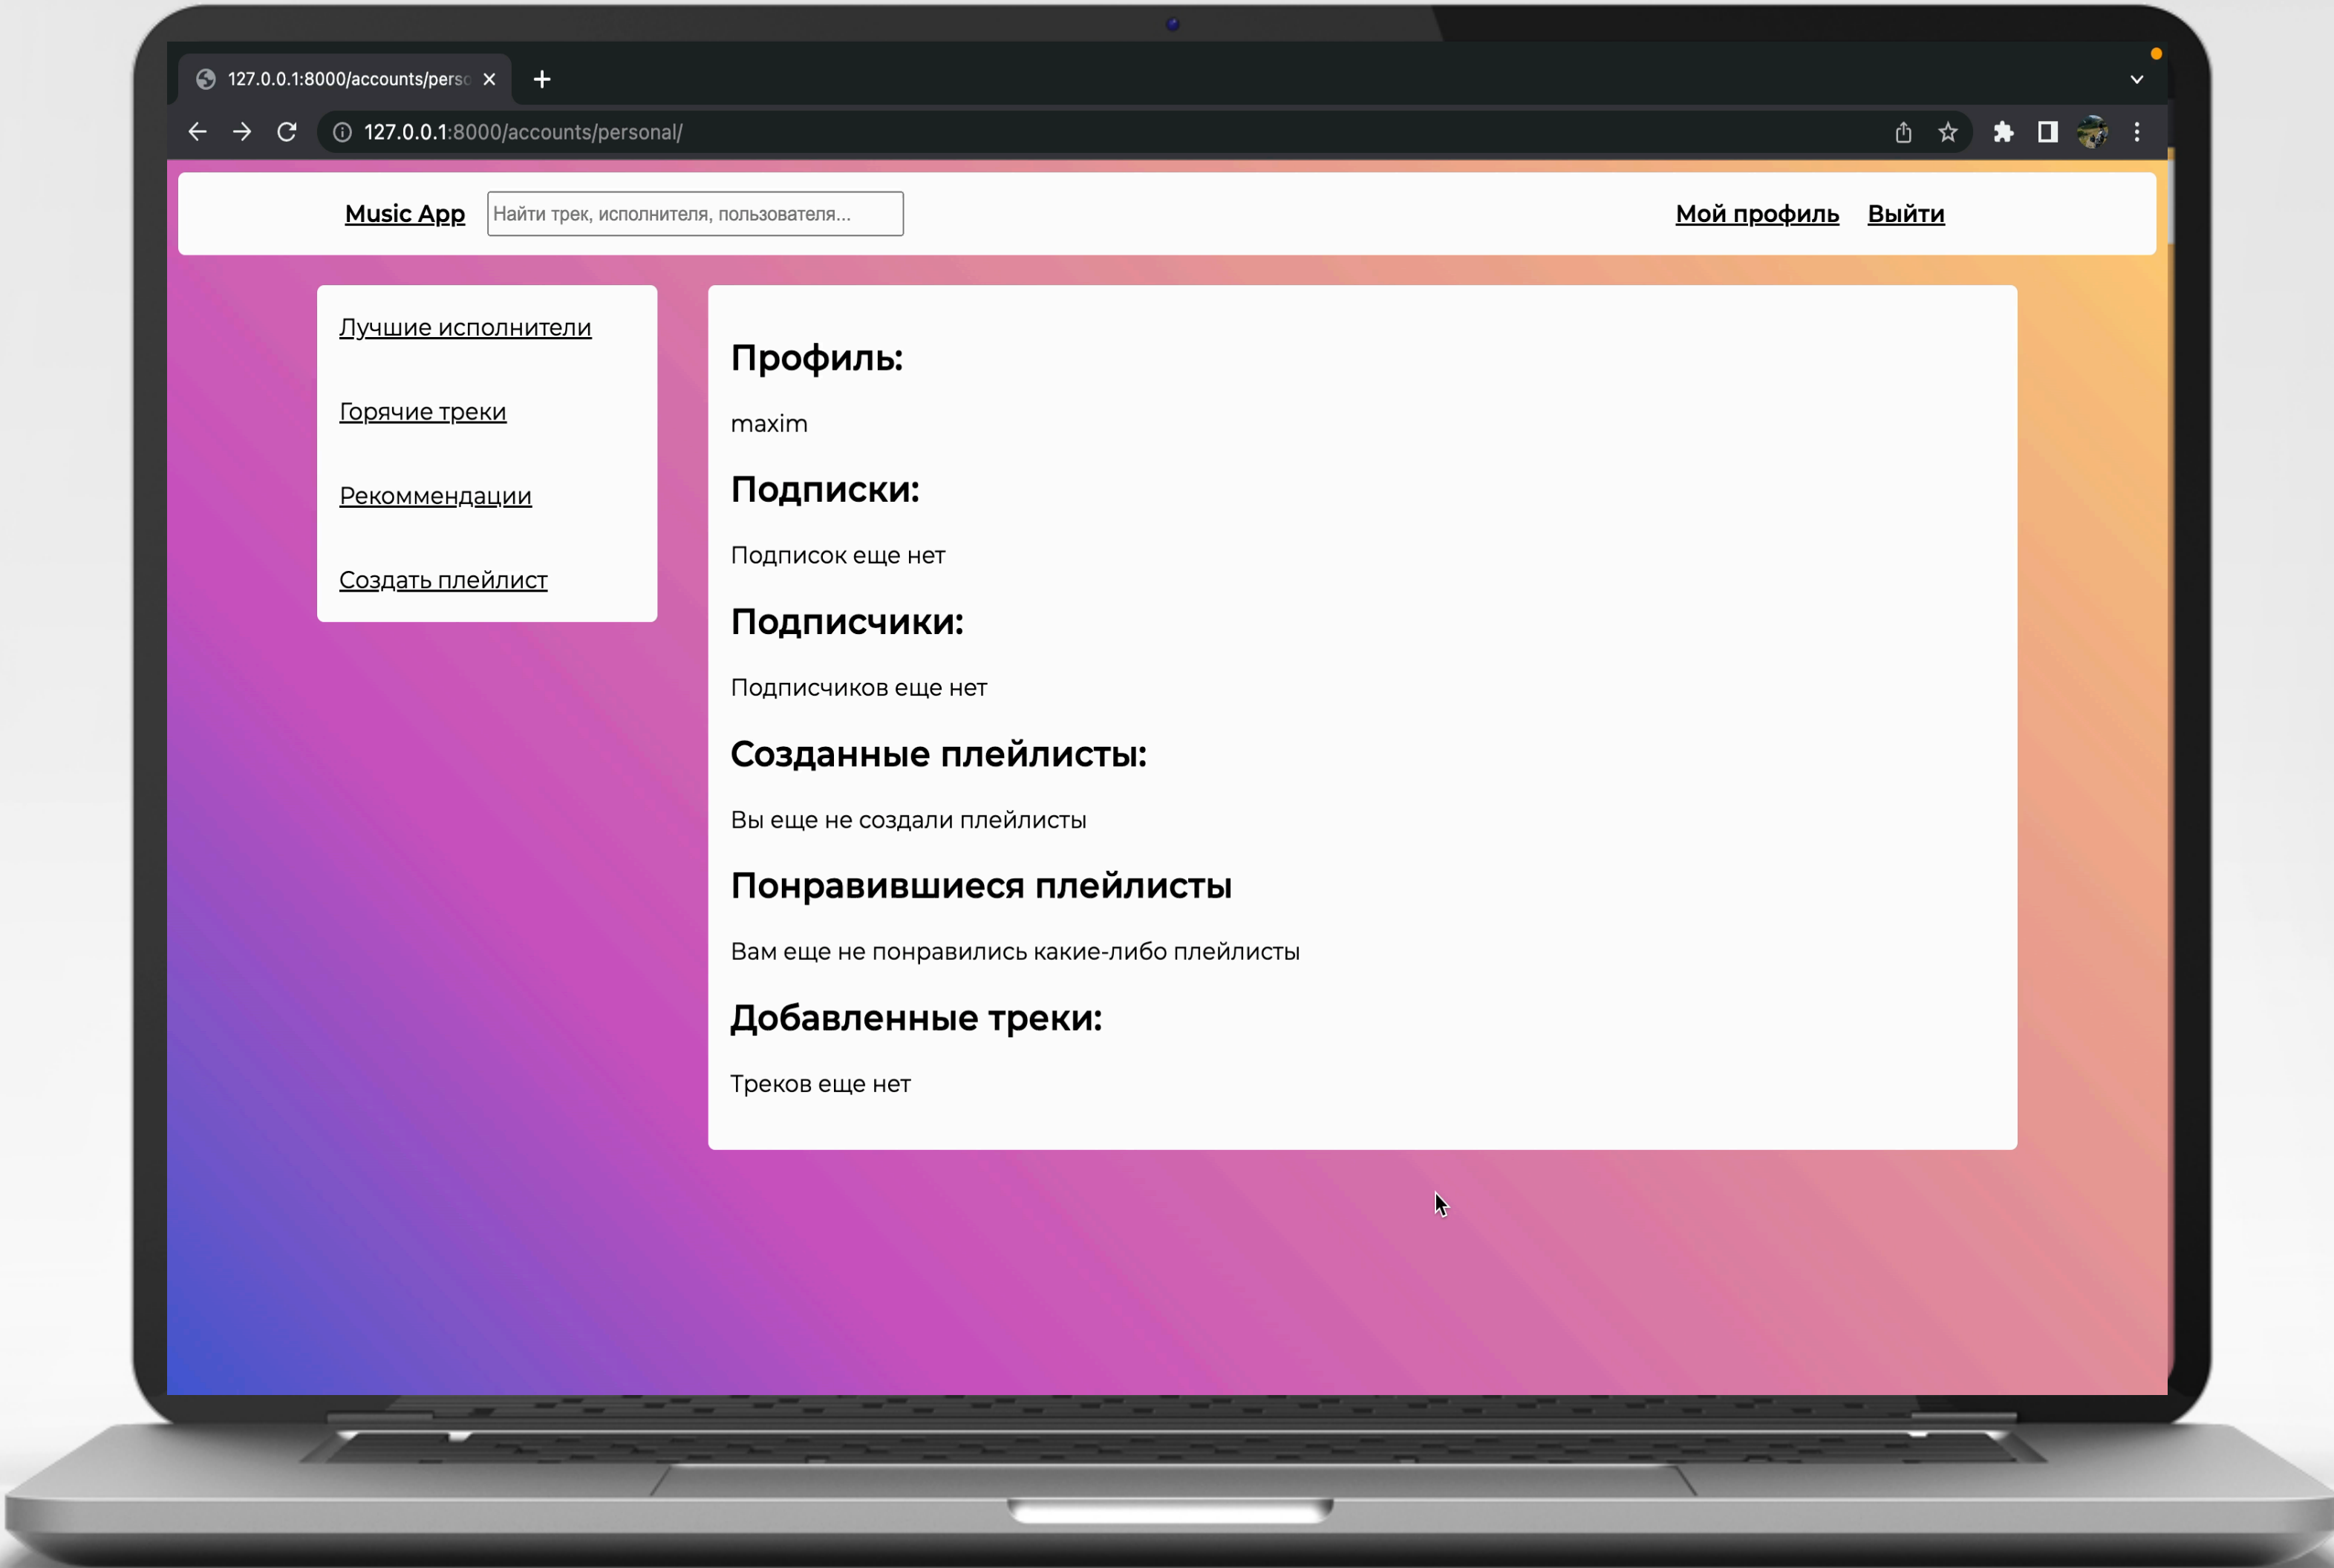 127.0.0.1:8000/accounts/perso
127.0.0.1:8000/accounts/personal/
Music App
Найти трек, исполнителя, пользователя...
Мой профиль
Выйти
Лучшие исполнители
Горячие треки
Рекоммендации
Создать плейлист
Профиль:
maxim
Подписки:
Подписок еще нет
Подписчики:
Подписчиков еще нет
Созданные плейлисты:
Вы еще не создали плейлисты
Понравившиеся плейлисты
Вам еще не понравились какие-либо плейлисты
Добавленные треки:
Треков еще нет